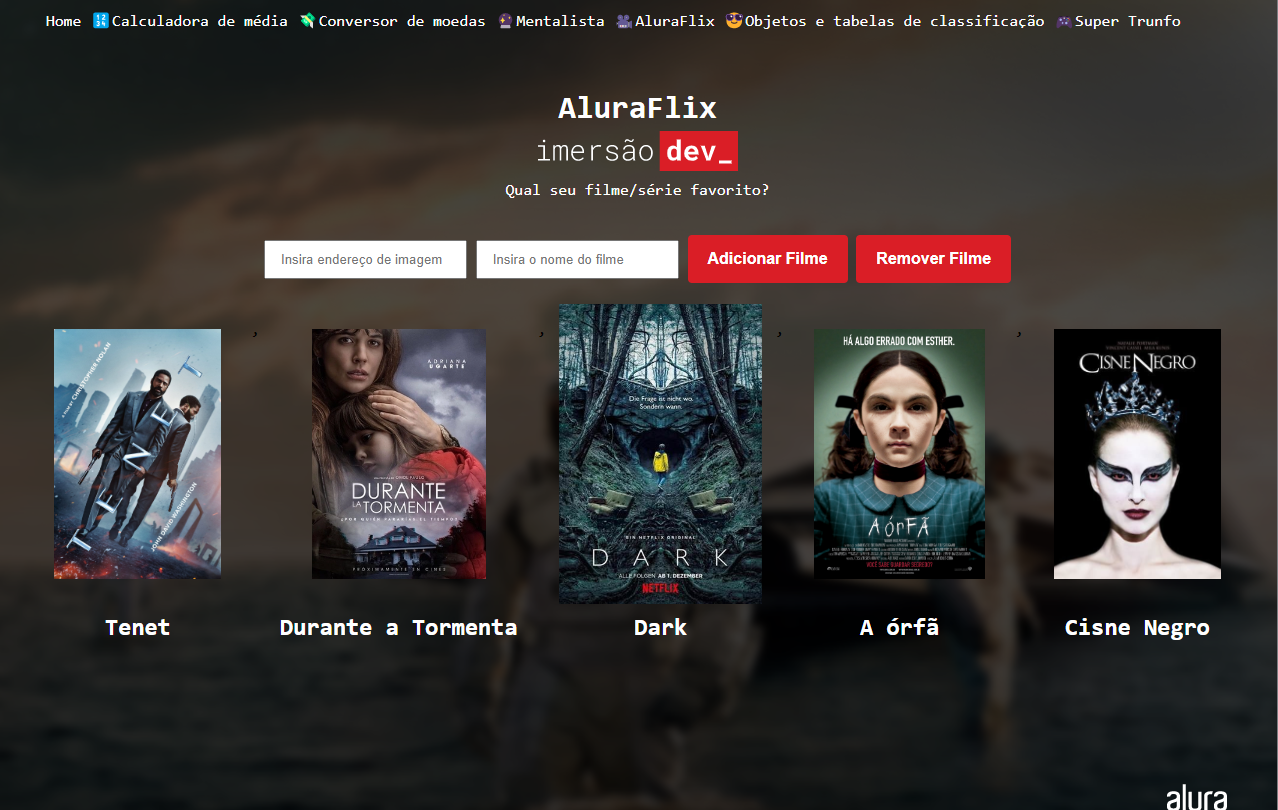 Home 🔢Calculadora de média 💸Conversor de moedas 🔮Mentalista 🎥AluraFlix 😎Objetos e tabelas de classificação 🎮Super Trunfo
AluraFlix
imersão dev_
Qual seu filme/série favorito?
Insira endereço de imagem Insira o nome do filme Adicionar Filme Remover Filme
, , , ,
A FILM BY CHRISTOPHER NOLAN
TENET
JOHN DAVID WASHINGTON
ADRIANA
UGARTE
DURANTE
LA TORMENTA
¿POR QUIÉN PARARÍAS EL TIEMPO?
PRÓXIMAMENTE EN CINES
Die Frage ist nicht wo.
Sondern wann.
EIN NETFLIX ORIGINAL
DARK
ALLE FOLGEN AB 1. DEZEMBER
NETFLIX
HÁ ALGO ERRADO COM ESTHER.
A órFÃ
NATALIE PORTMAN
CISNE NEGRO
Tenet
Durante a Tormenta
Dark
A órfã
Cisne Negro
alura